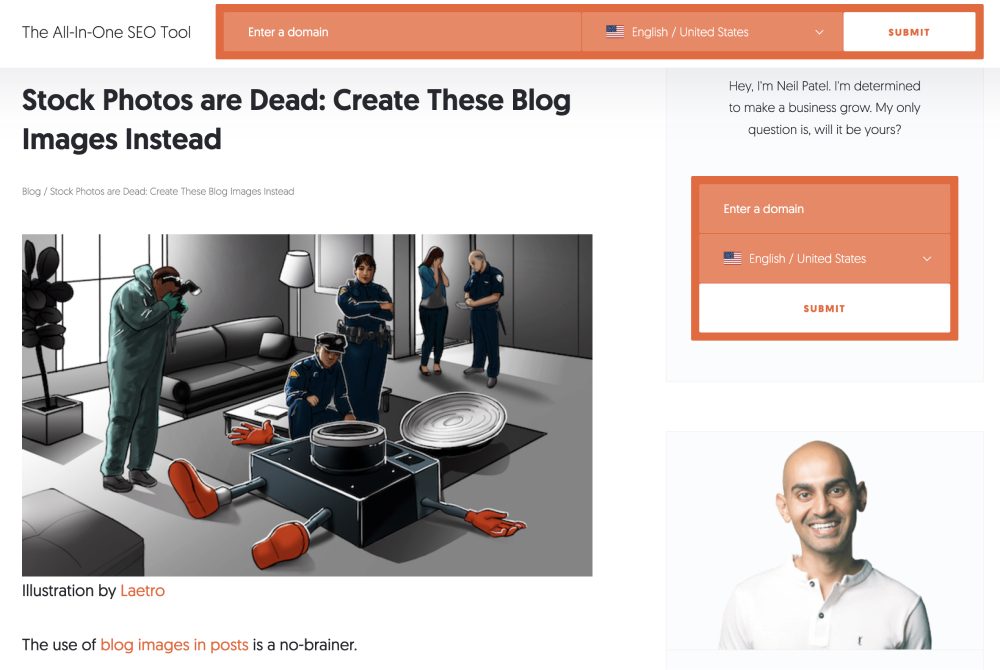 The All-In-One SEO Tool
Enter a domain
English / United States
SUBMIT
Stock Photos are Dead: Create These Blog
Images Instead
Blog / Stock Photos are Dead: Create These Blog Images Instead
Illustration by Laetro
The use of blog images in posts is a no-brainer.
Hey, I'm Neil Patel. I'm determined
to make a business grow. My only
question is, will it be yours?
Enter a domain
English / United States
SUBMIT